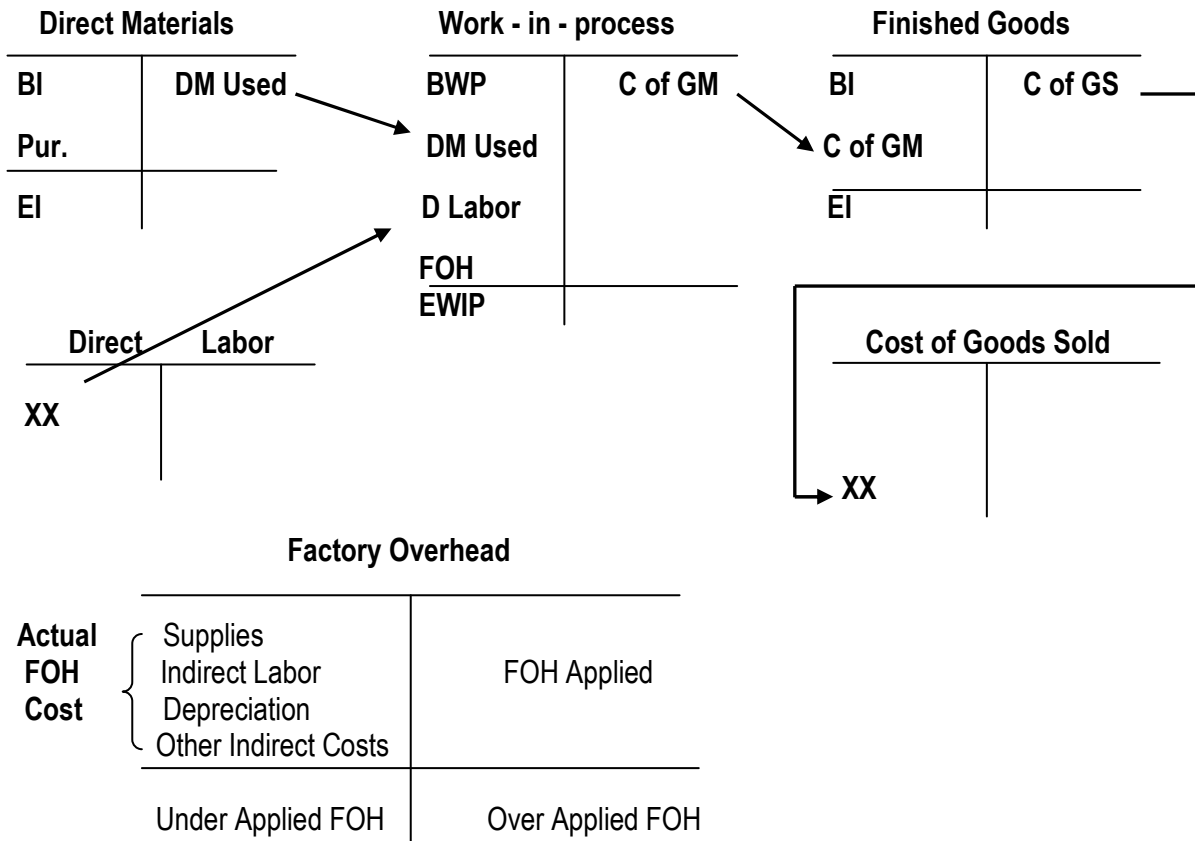 Direct Materials
BI
DM Used
Pur.
EI
Work - in - process
BWP
C of GM
DM Used
D Labor
FOH
EWIP
Finished Goods
BI
C of GS
C of GM
EI
Direct Labor
XX
Cost of Goods Sold
XX
Factory Overhead
Actual
FOH
Cost
Supplies
Indirect Labor
Depreciation
Other Indirect Costs
FOH Applied
Under Applied FOH
Over Applied FOH